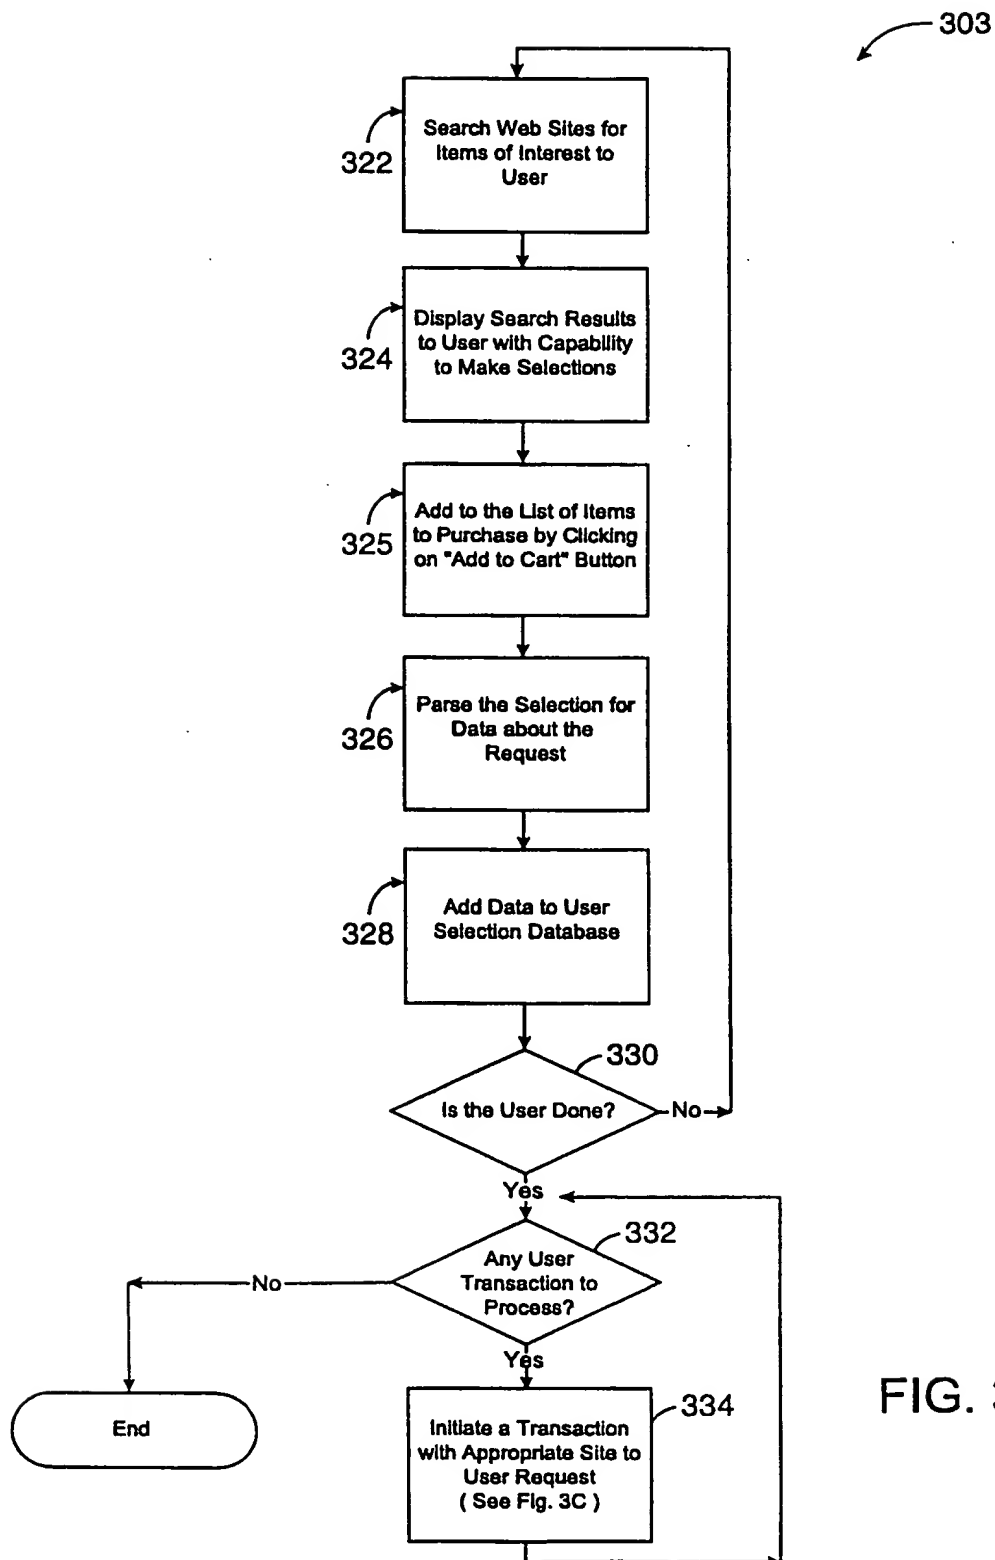 303
Search Web Sites for
Items of Interest to
User
322
Display Search Results
to User with Capability
to Make Selections
324
Add to the List of Items
to Purchase by Clicking
on "Add to Cart" Button
325
Parse the Selection for
Data about the
Request
326
Add Data to User
Selection Database
328
330
Is the User Done?
No
Yes
332
Any User
Transaction to
Process?
No
Yes
End
334
Initiate a Transaction
with Appropriate Site to
User Request
( See Fig. 3C )
FIG.